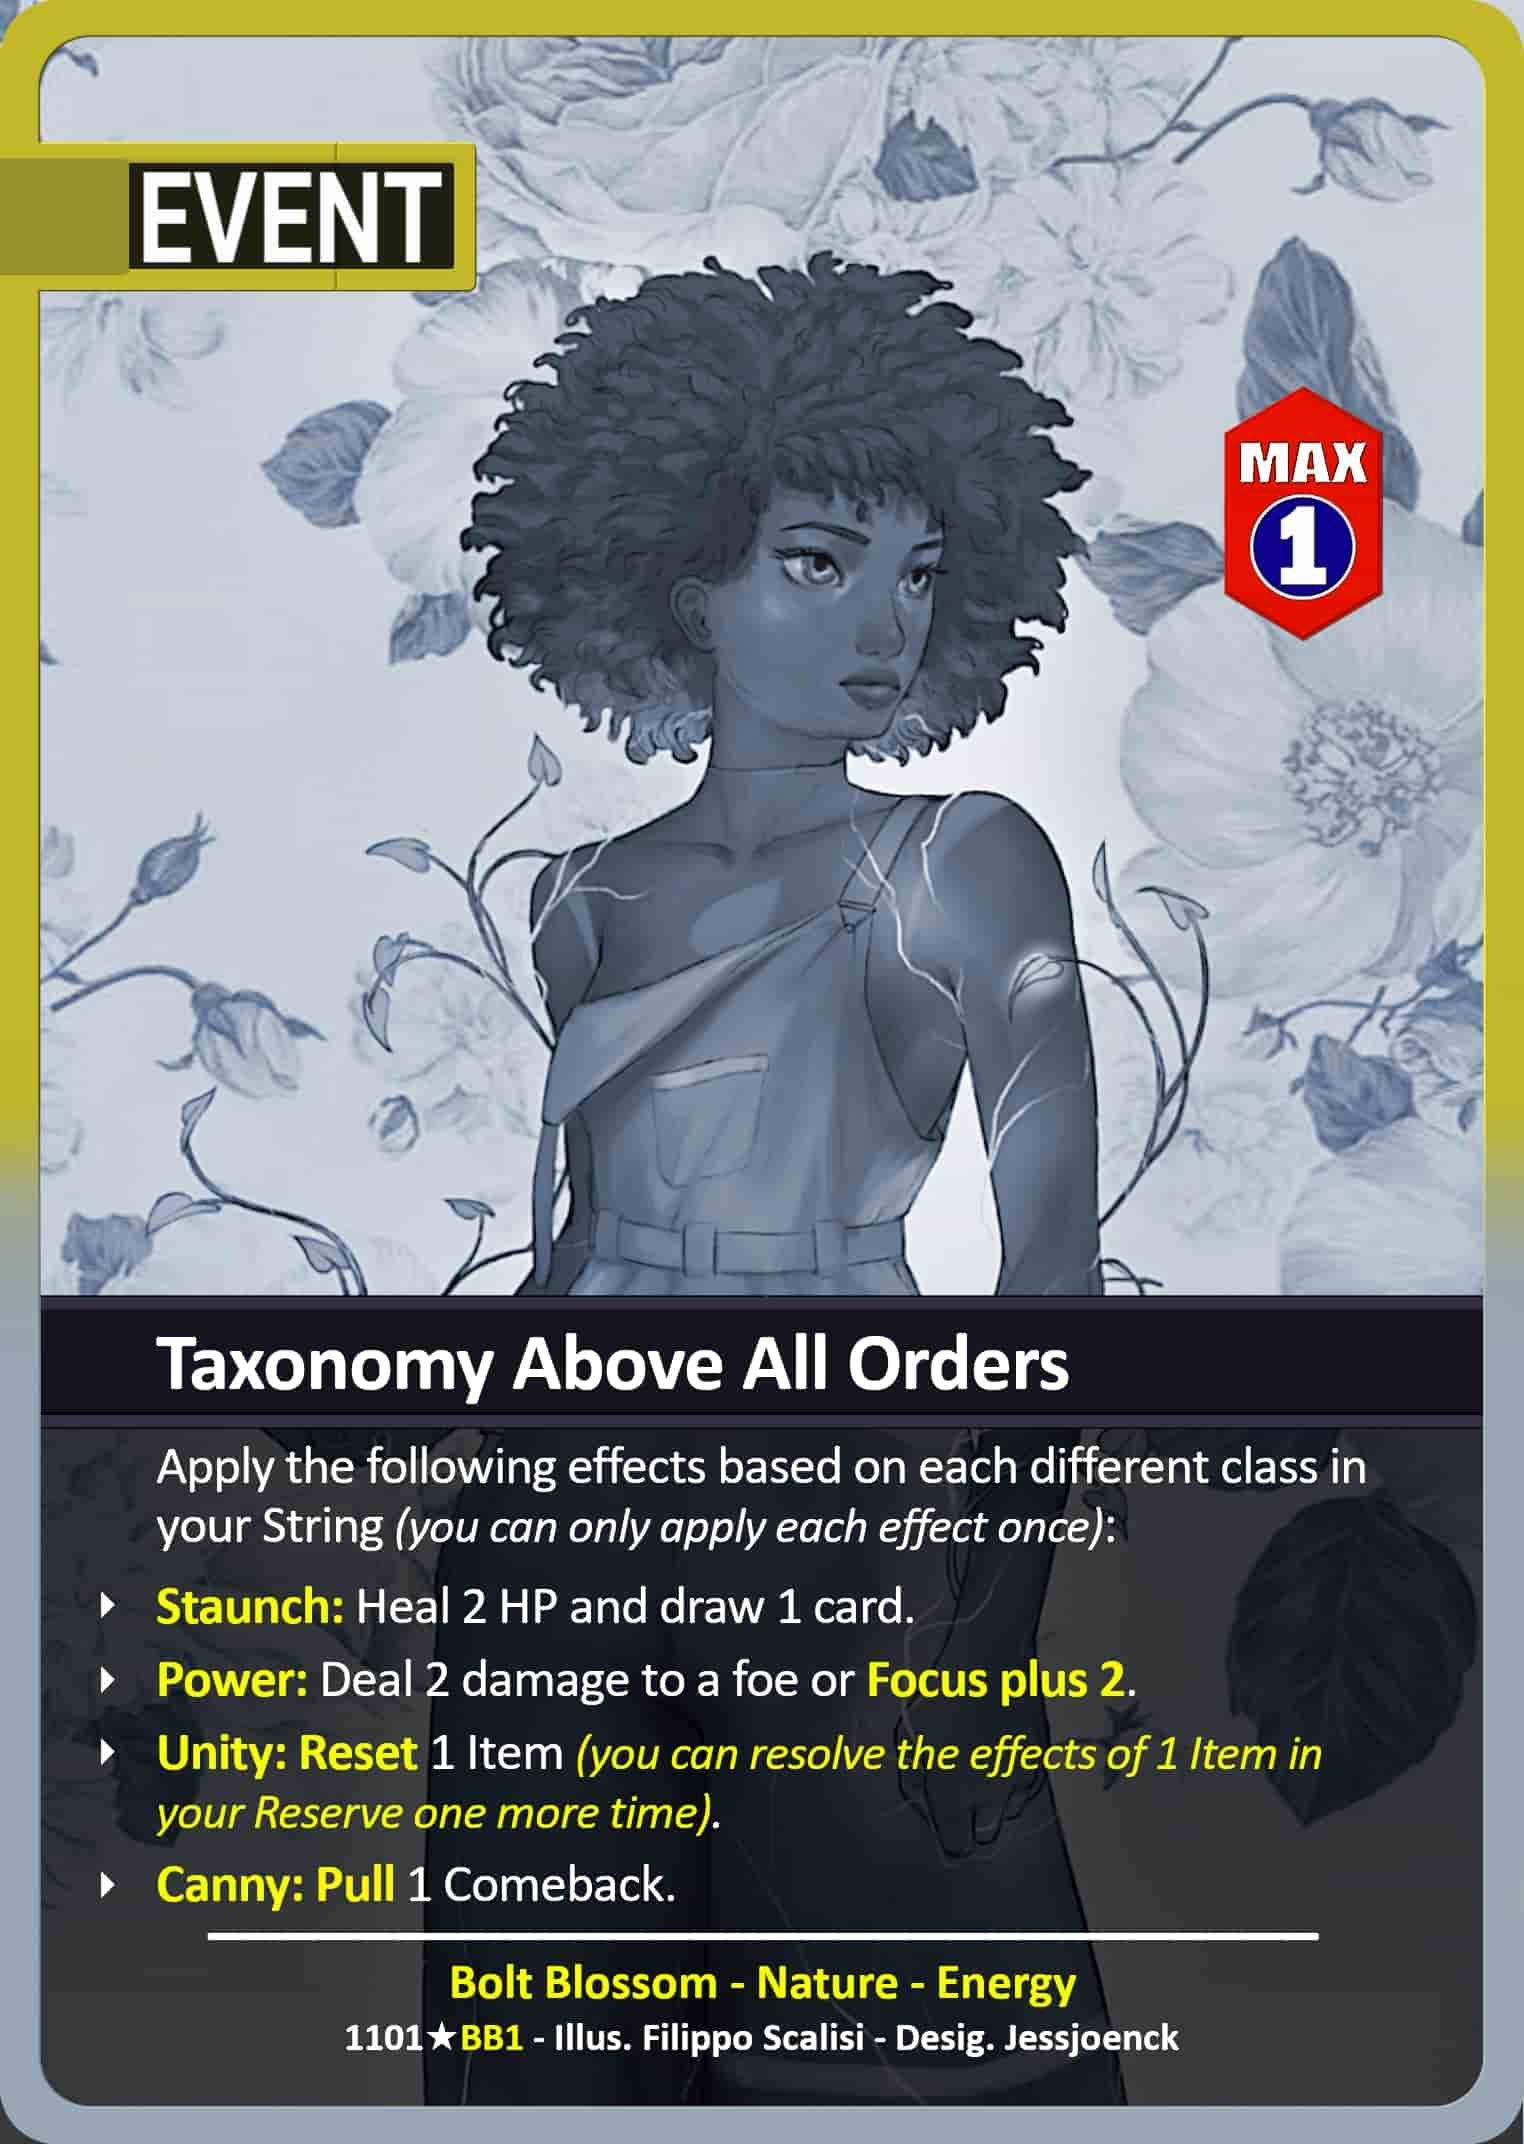 EVENT
MAX
1
Taxonomy Above All Orders
Apply the following effects based on each different class in
your String (you can only apply each effect once):
Staunch: Heal 2 HP and draw 1 card.
Power: Deal 2 damage to a foe or Focus plus 2.
Unity: Reset 1 Item (you can resolve the effects of 1 Item in
your Reserve one more time).
Canny: Pull 1 Comeback.
Bolt Blossom - Nature - Energy
1101★BB1 - Illus. Filippo Scalisi - Desig. Jessjoenck